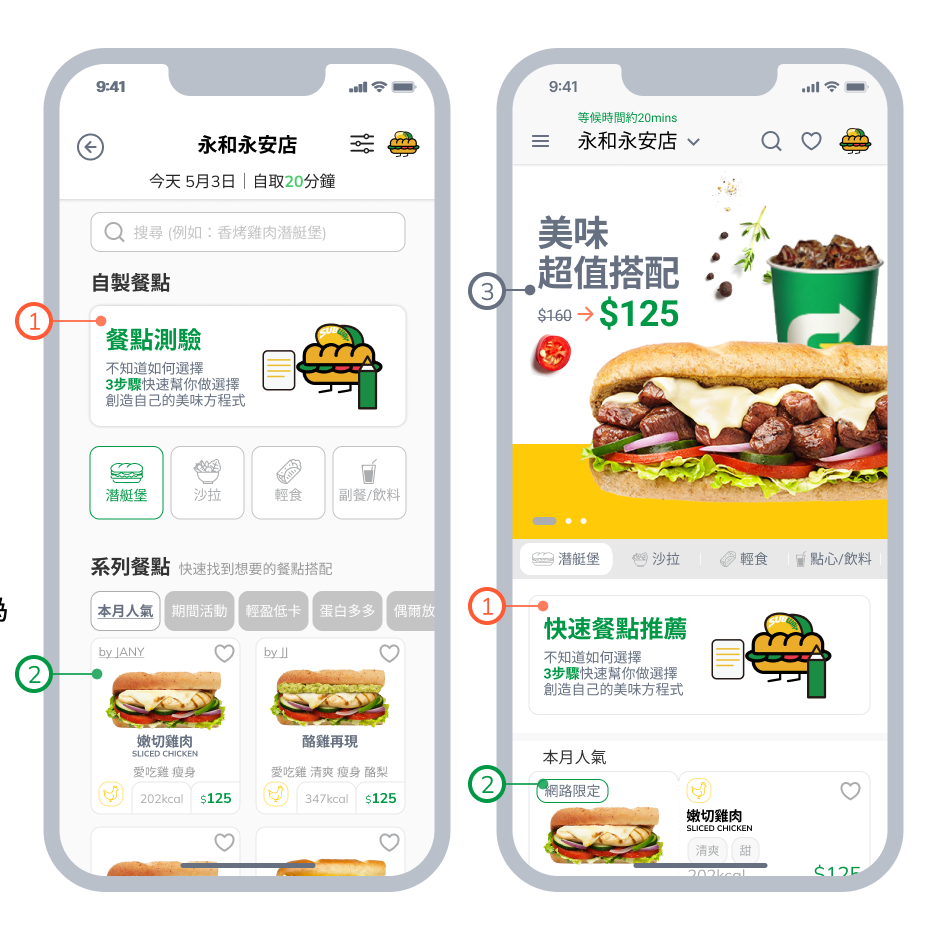 9:41
永和永安店
今天 5月3日｜自取20分鐘
搜尋 (例如：香烤雞肉潛艇堡)
自製餐點
1
餐點測驗
不知道如何選擇
3步驟快速幫你做選擇
創造自己的美味方程式
SUBWAY
潛艇堡
沙拉
輕食
副餐/飲料
系列餐點 快速找到想要的餐點搭配
本月人氣
期間活動
輕盈低卡
蛋白多多
偶爾放
2
by JANY
嫩切雞肉
SLICED CHICKEN
愛吃雞 瘦身
202kcal
$125
by JJ
酪雞再現
愛吃雞 清爽 瘦身 酪梨
347kcal
$125
9:41
等候時間約20mins
永和永安店
3
美味
超值搭配
$160 → $125
潛艇堡
沙拉
輕食
點心/飲料
1
快速餐點推薦
不知道如何選擇
3步驟快速幫你做選擇
創造自己的美味方程式
SUBWAY
本月人氣
2
網路限定
嫩切雞肉
SLICED CHICKEN
清爽
甜
202kcal
$125